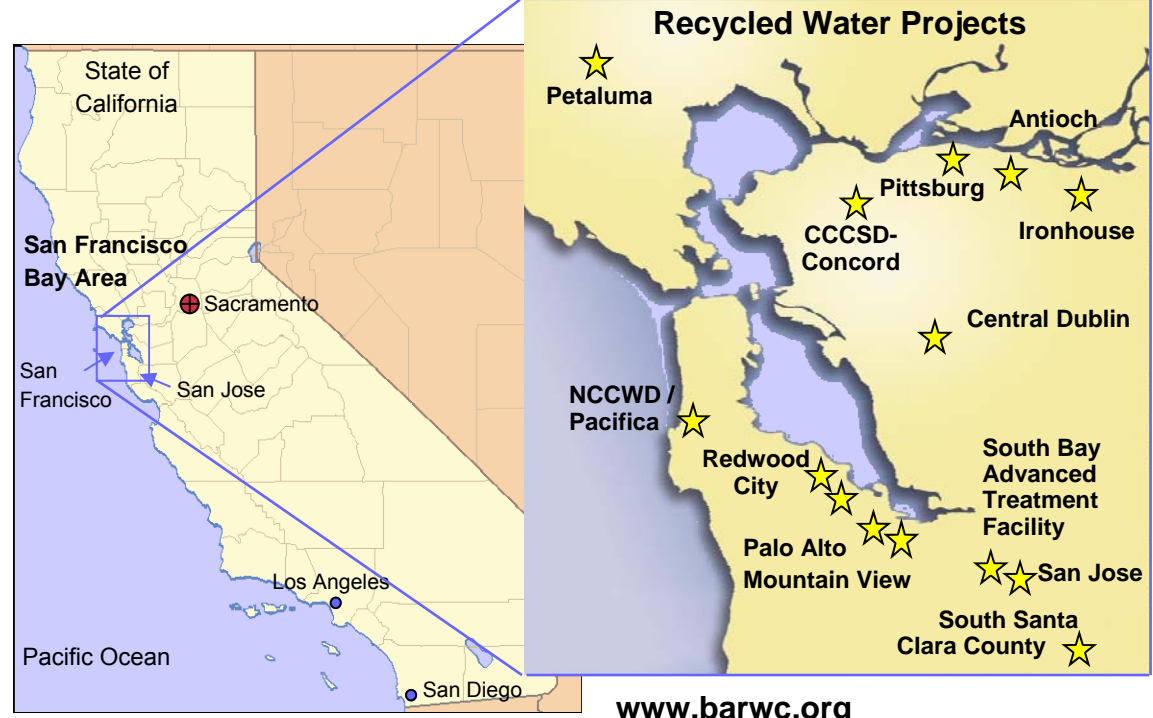 State of
California
San Francisco
Bay Area
Sacramento
San
Francisco
San Jose
Los Angeles
Pacific Ocean
San Diego
Recycled Water Projects
Petaluma
Antioch
Pittsburg
Ironhouse
CCCSD-
Concord
Central Dublin
NCCWD /
Pacifica
Redwood
City
South Bay
Advanced
Treatment
Facility
Palo Alto
Mountain View
San Jose
South Santa
Clara County
www.barwc.org